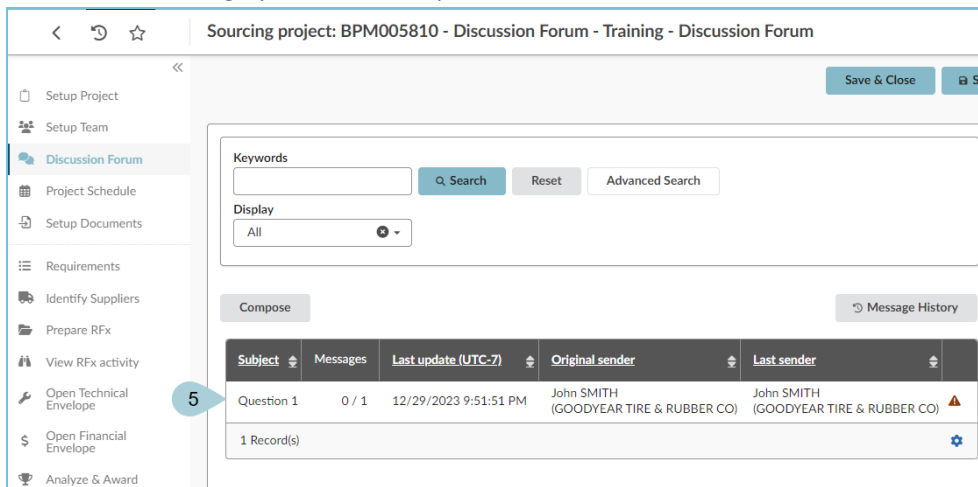 Sourcing project: BPM005810 - Discussion Forum - Training - Discussion Forum
Save & Close
S
Setup Project
Setup Team
Discussion Forum
Project Schedule
Setup Documents
Requirements
Identify Suppliers
Prepare RFx
View RFx activity
Open Technical
Envelope
Open Financial
Envelope
Analyze & Award
Keywords
Search Reset Advanced Search
Display
All
Compose Message History
Subject Messages Last update (UTC-7) Original sender Last sender
5 Question 1 0 / 1 12/29/2023 9:51:51 PM John SMITH John SMITH
(GOODYEAR TIRE & RUBBER CO) (GOODYEAR TIRE & RUBBER CO)
1 Record(s)